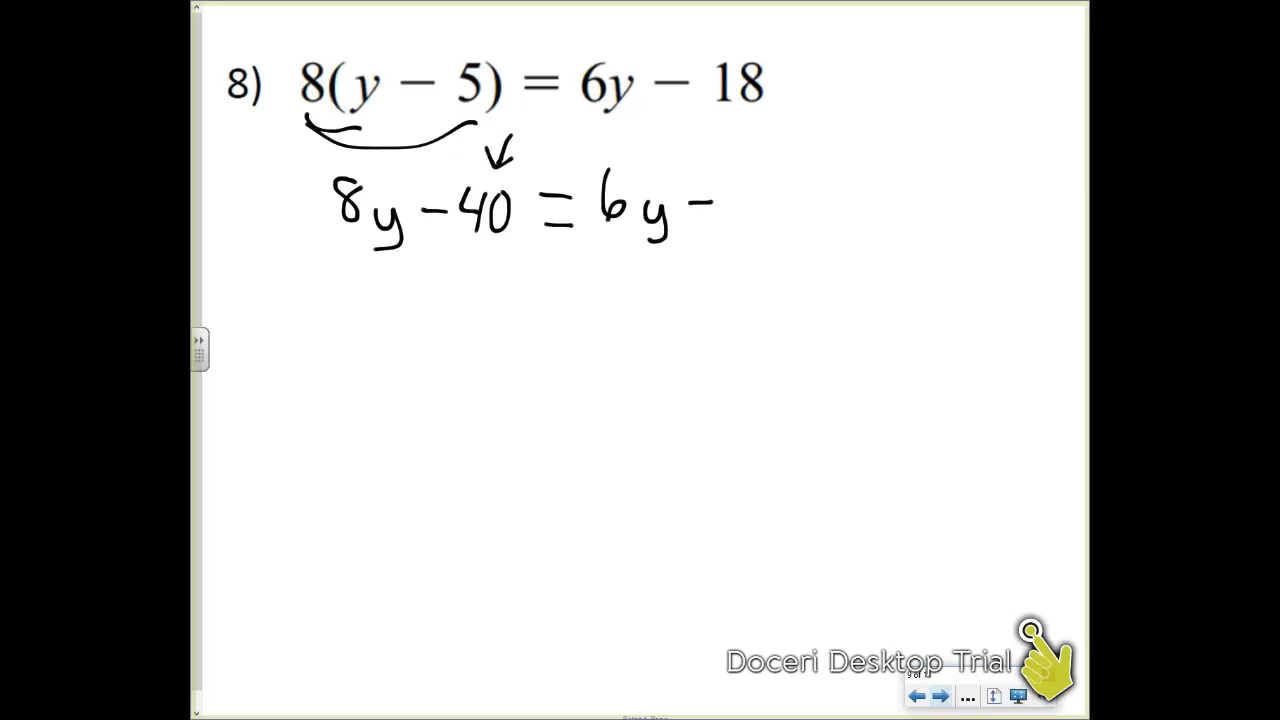 8) 8(y − 5) = 6y − 18
8y − 40 = 6y −
Doceri Desktop Trial